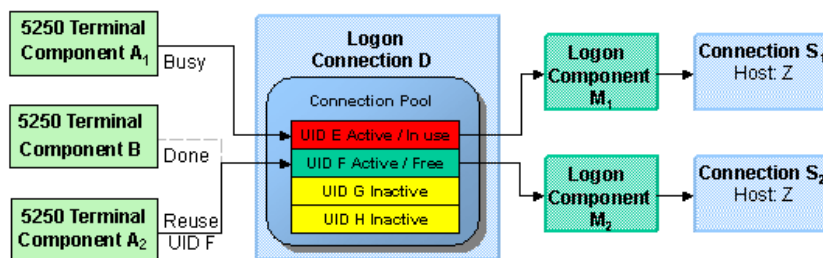 5250 Terminal
Component A1
Busy
5250 Terminal
Component B
Done
5250 Terminal
Component A2
Reuse
UID F
Logon
Connection D
Connection Pool
UID E Active / In use
UID F Active / Free
UID G Inactive
UID H Inactive
Logon
Component
M1
Connection S1
Host: Z
Logon
Component
M2
Connection S2
Host: Z